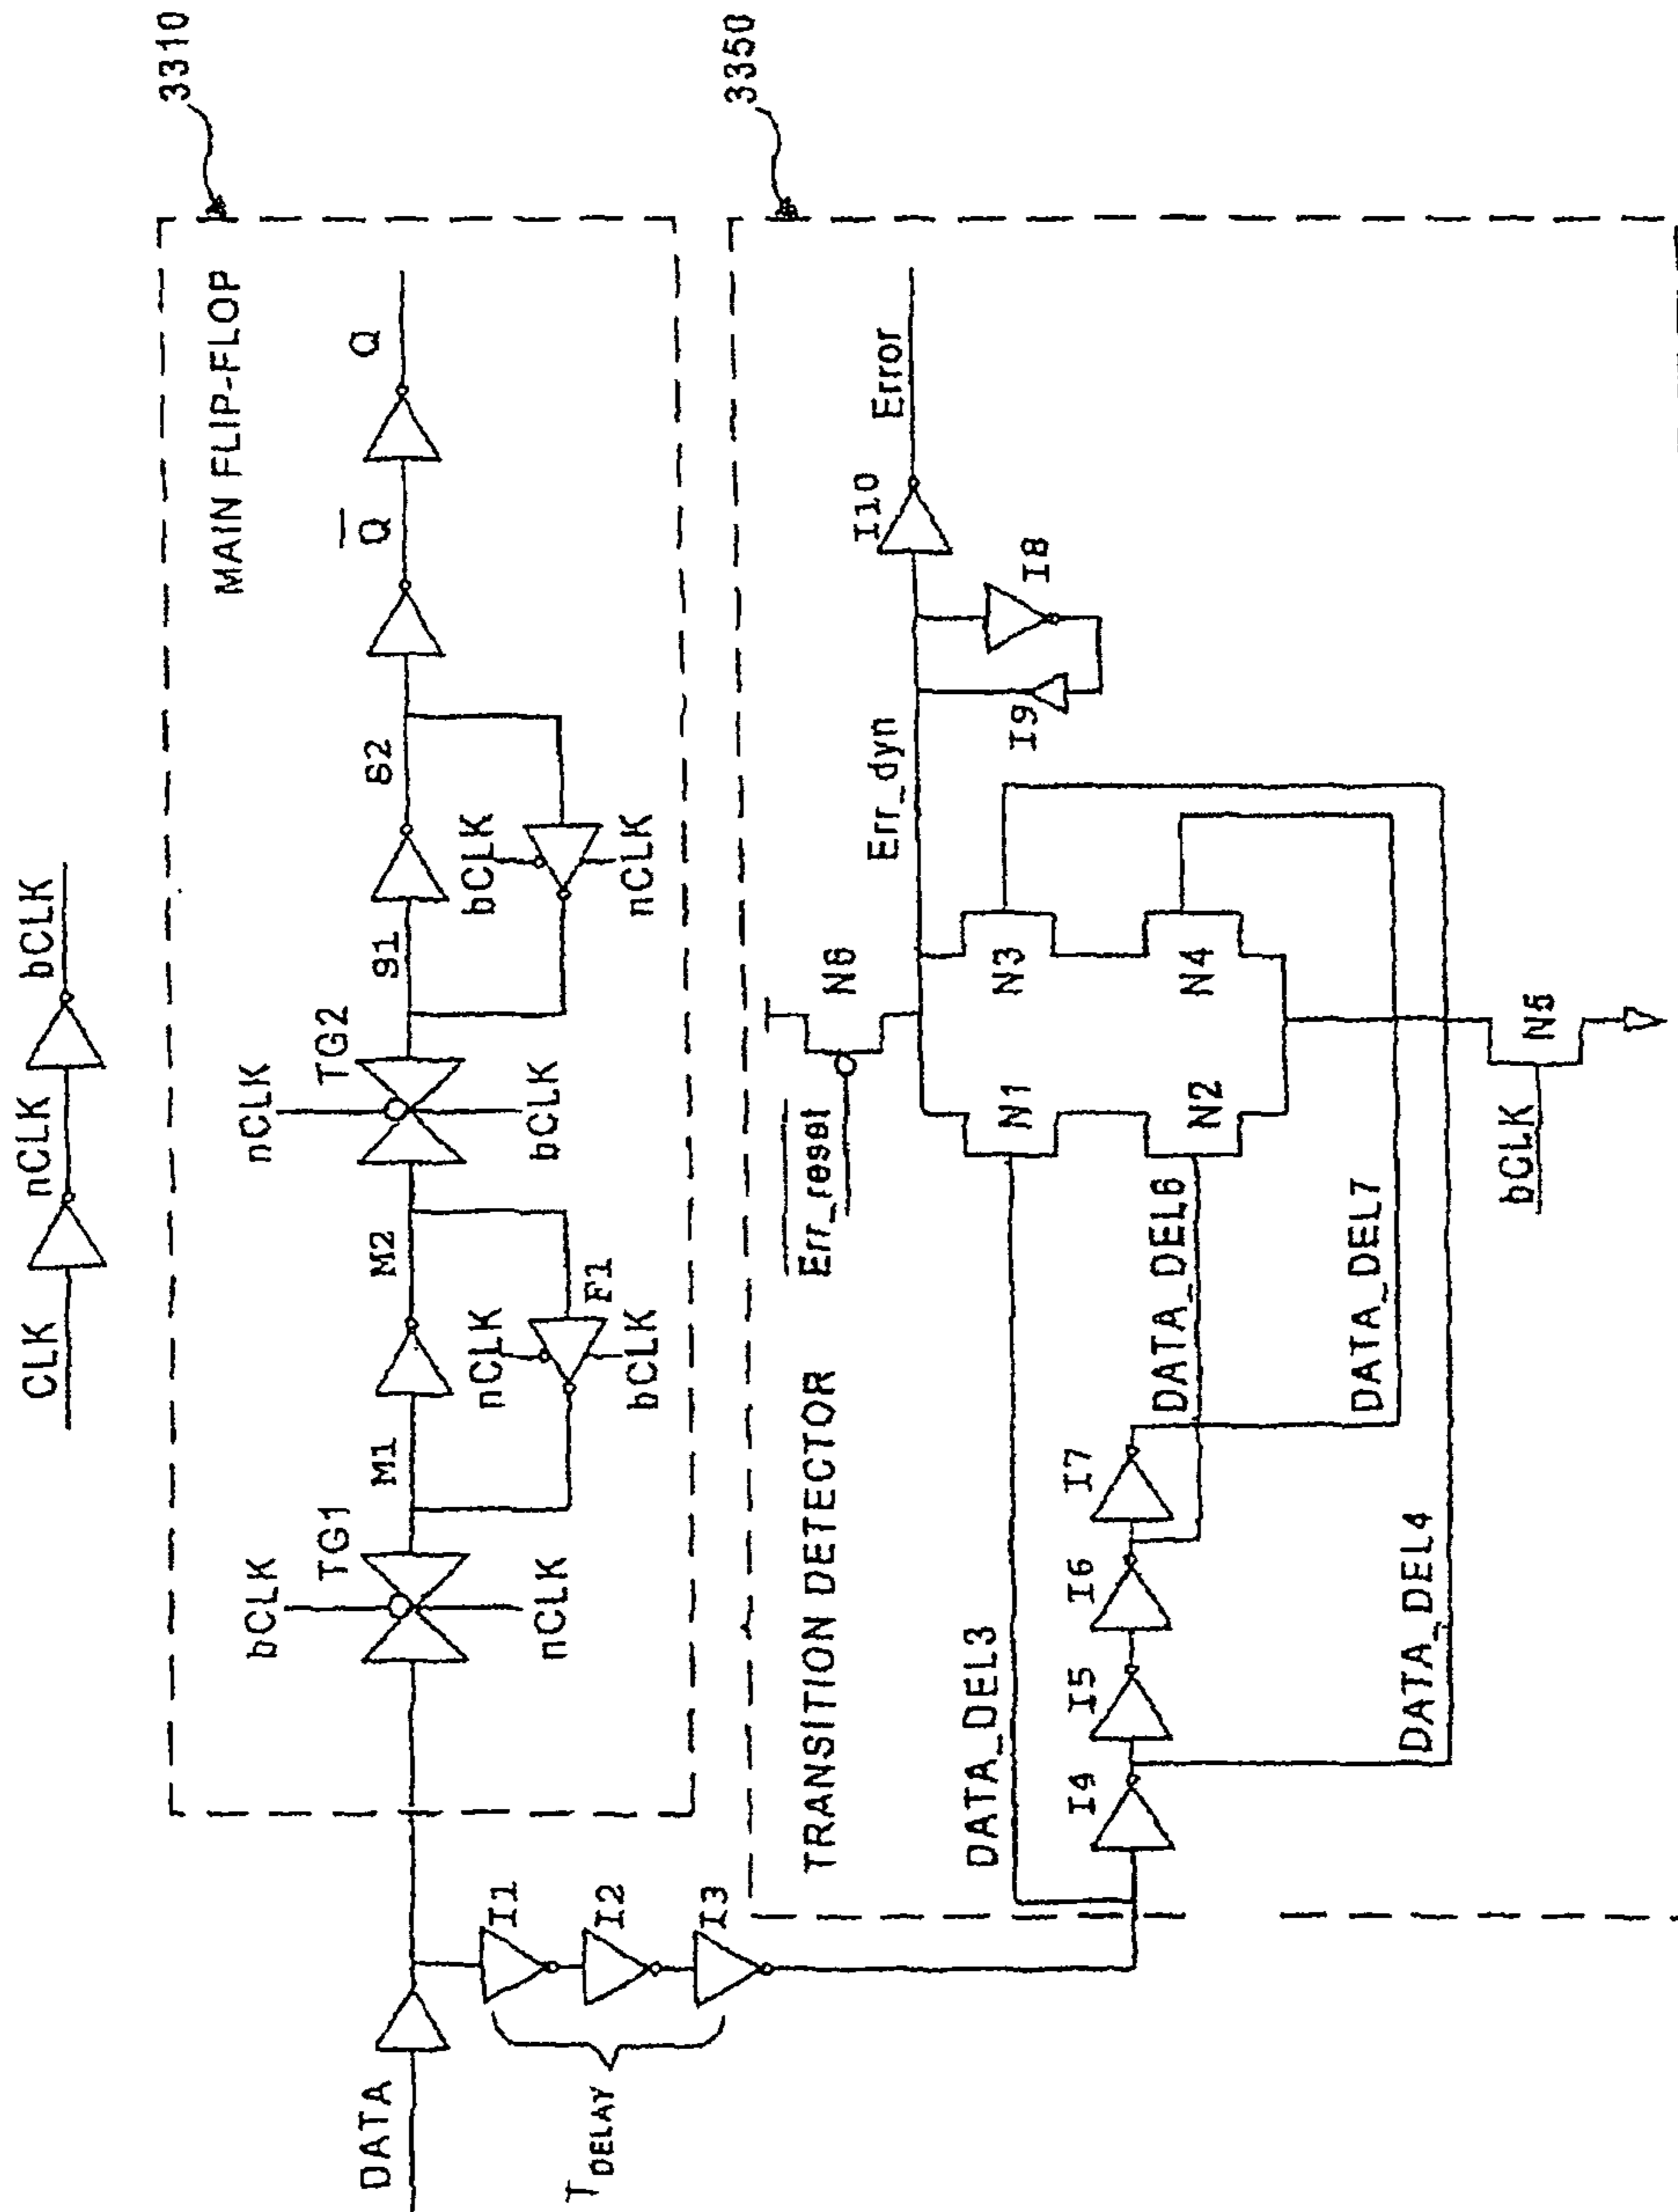 CLK
nCLK
bCLK
3310
MAIN FLIP-FLOP
DATA
bCLK
TG1
nCLK
M1
M2
nCLK
F1
bCLK
nCLK
TG2
bCLK
S1
S2
bCLK
nCLK
Q
Q
T DELAY
I1
I2
I3
3350
TRANSITION DETECTOR
Err_reset
N6
Err_dyn
Error
I10
I9
I8
DATA_DEL3
N1
N3
N2
N4
DATA_DEL6
I4
I5
I6
I7
DATA_DEL7
DATA_DEL4
bCLK
N5